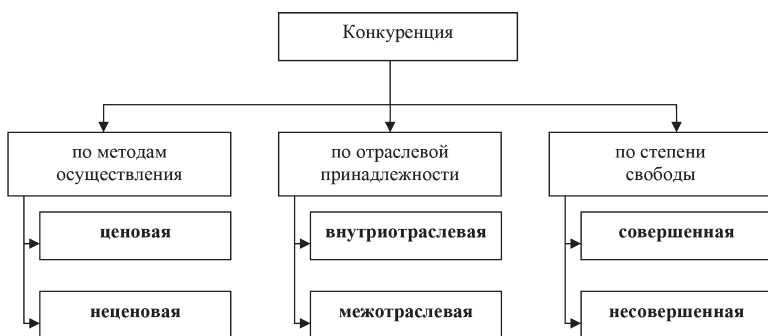 Конкуренция
по методам
осуществления
ценовая
неценовая
по отраслевой
принадлежности
внутриотраслевая
межотраслевая
по степени
свободы
совершенная
несовершенная